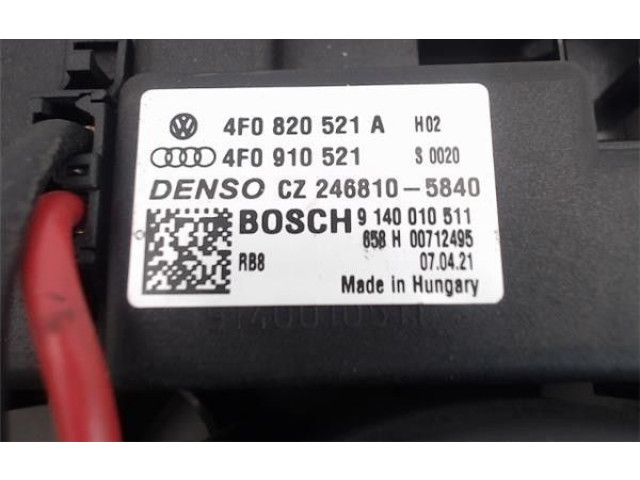 4F0 820 521 A H02
4F0 910 521 S 0020
DENSO CZ 246810-5840
BOSCH 9 140 010 511
658 H 00712495
RB8 07.04.21
Made in Hungary
9140010511